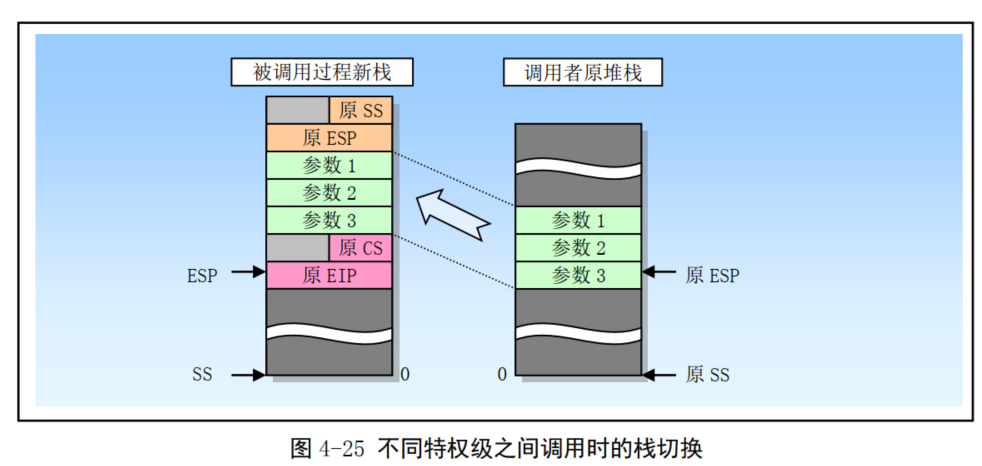 被调用过程新栈
调用者原堆栈
原 SS
原 ESP
参数 1
参数 2
参数 3
原 CS
原 EIP
ESP
SS
0
参数 1
参数 2
参数 3
原 ESP
0
原 SS
图 4-25 不同特权级之间调用时的栈切换